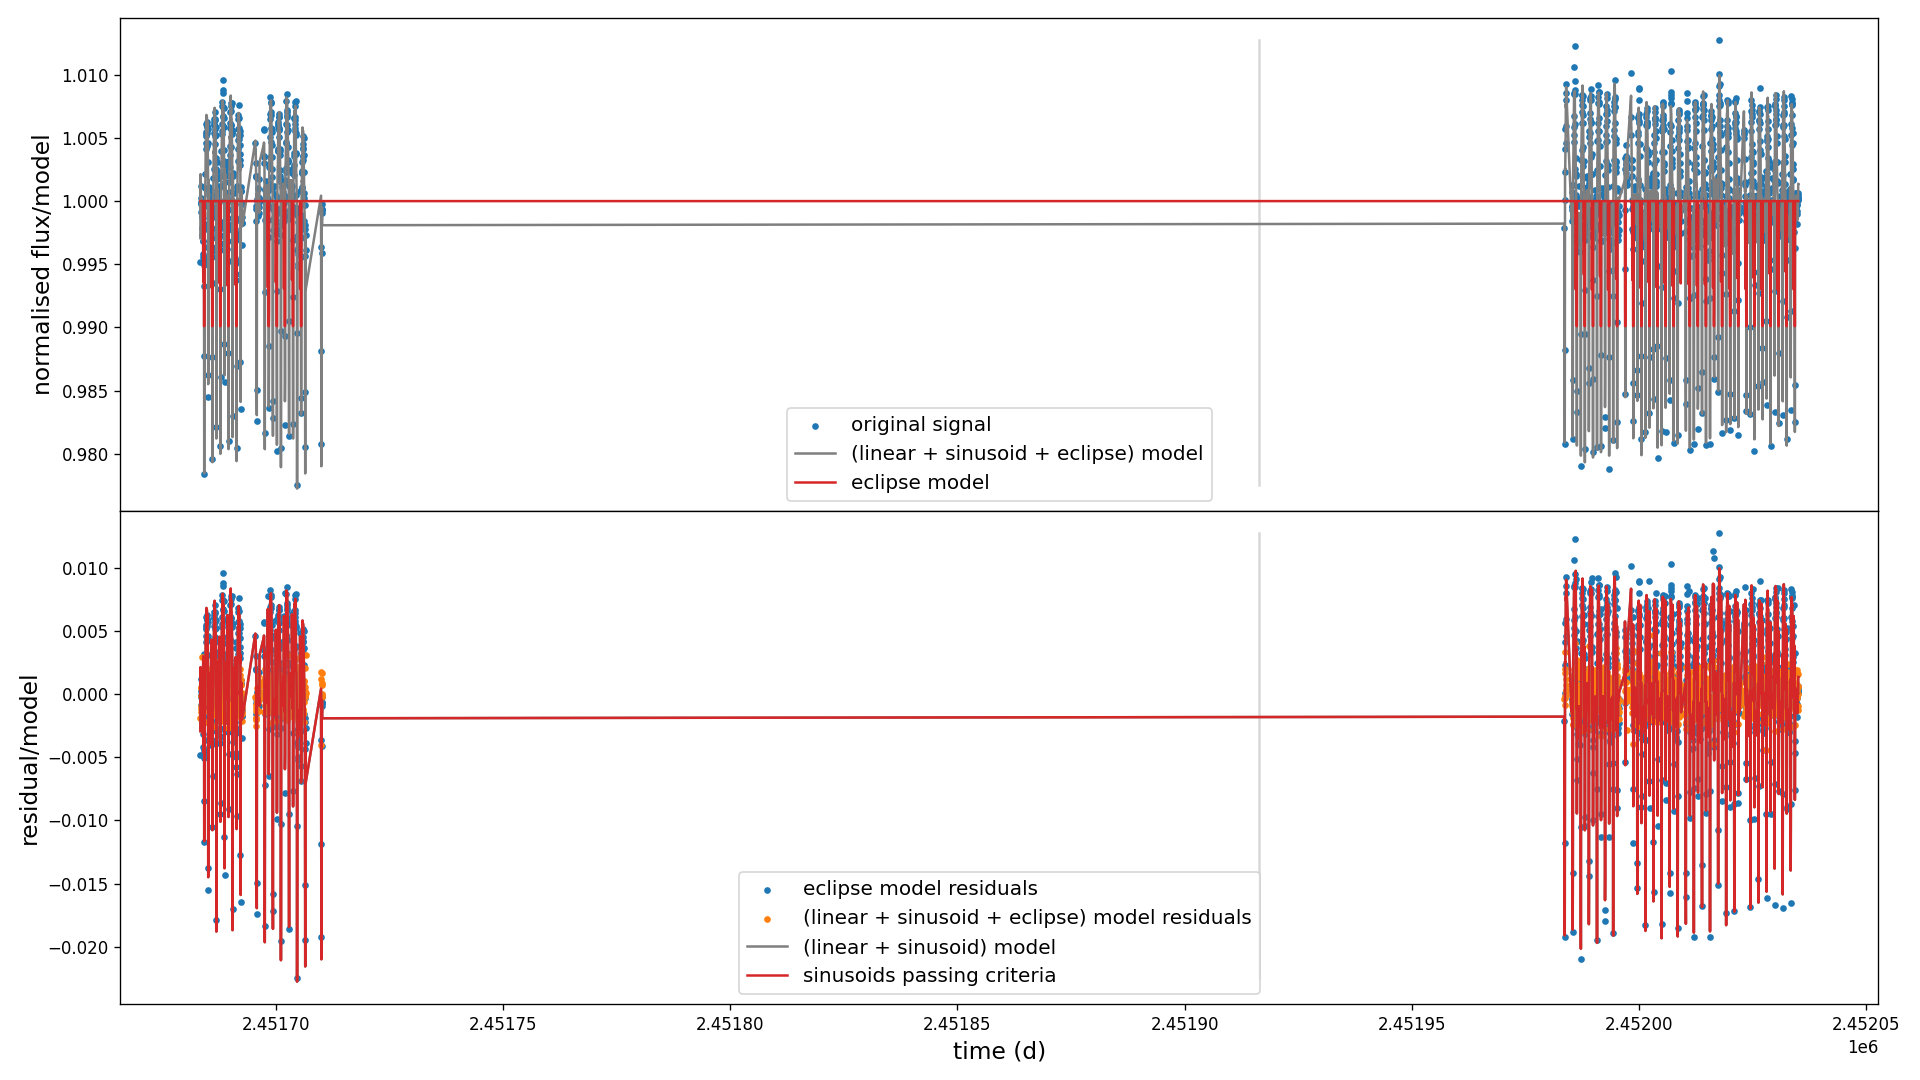 1.010
1.005
1.000
0.995
0.990
0.985
0.980
normalised flux/model
original signal
(linear + sinusoid + eclipse) model
eclipse model
0.010
0.005
0.000
−0.005
−0.010
−0.015
−0.020
residual/model
eclipse model residuals
(linear + sinusoid + eclipse) model residuals
(linear + sinusoid) model
sinusoids passing criteria
2.45170
2.45175
2.45180
2.45185
2.45190
2.45195
2.45200
2.45205
1e6
time (d)